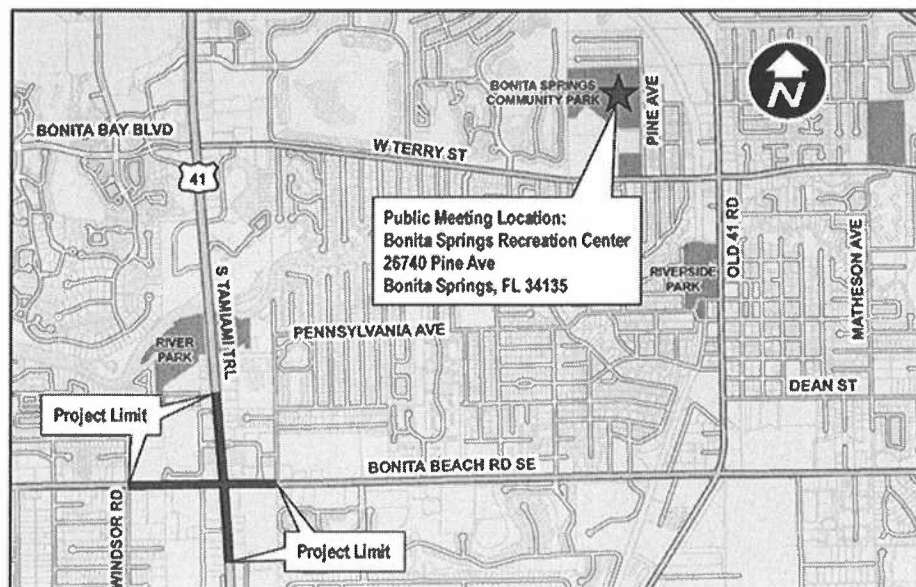 BONITA SPRINGS
COMMUNITY PARK
PINE AVE
N
BONITA BAY BLVD
W TERRY ST
41
Public Meeting Location:
Bonita Springs Recreation Center
26740 Pine Ave
Bonita Springs, FL 34135
OLD 41 RD
RIVERSIDE
PARK
MATHESON AVE
S TAMIAMI TRL
PENNSYLVANIA AVE
RIVER
PARK
DEAN ST
Project Limit
BONITA BEACH RD SE
WINDSOR RD
Project Limit